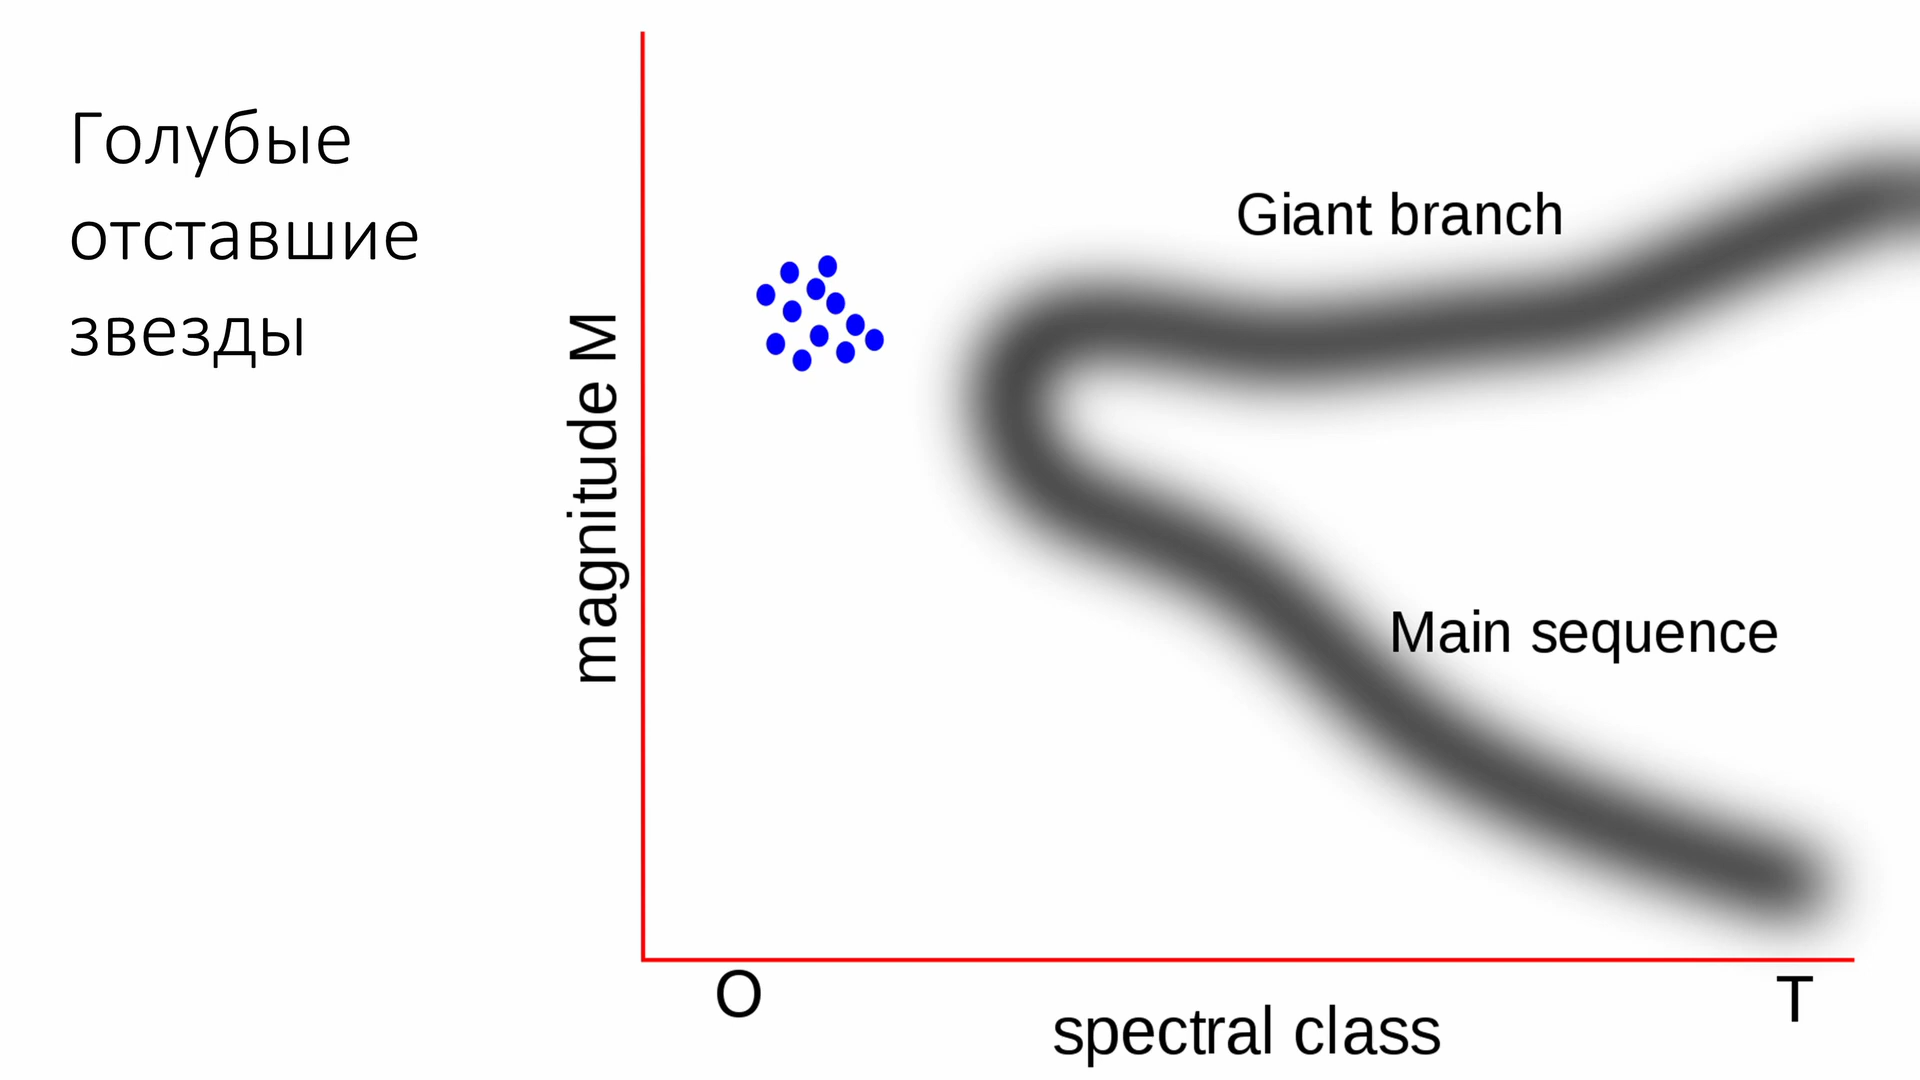 Голубые
отставшие
звезды
Giant branch
magnitude M
Main sequence
O
T
spectral class